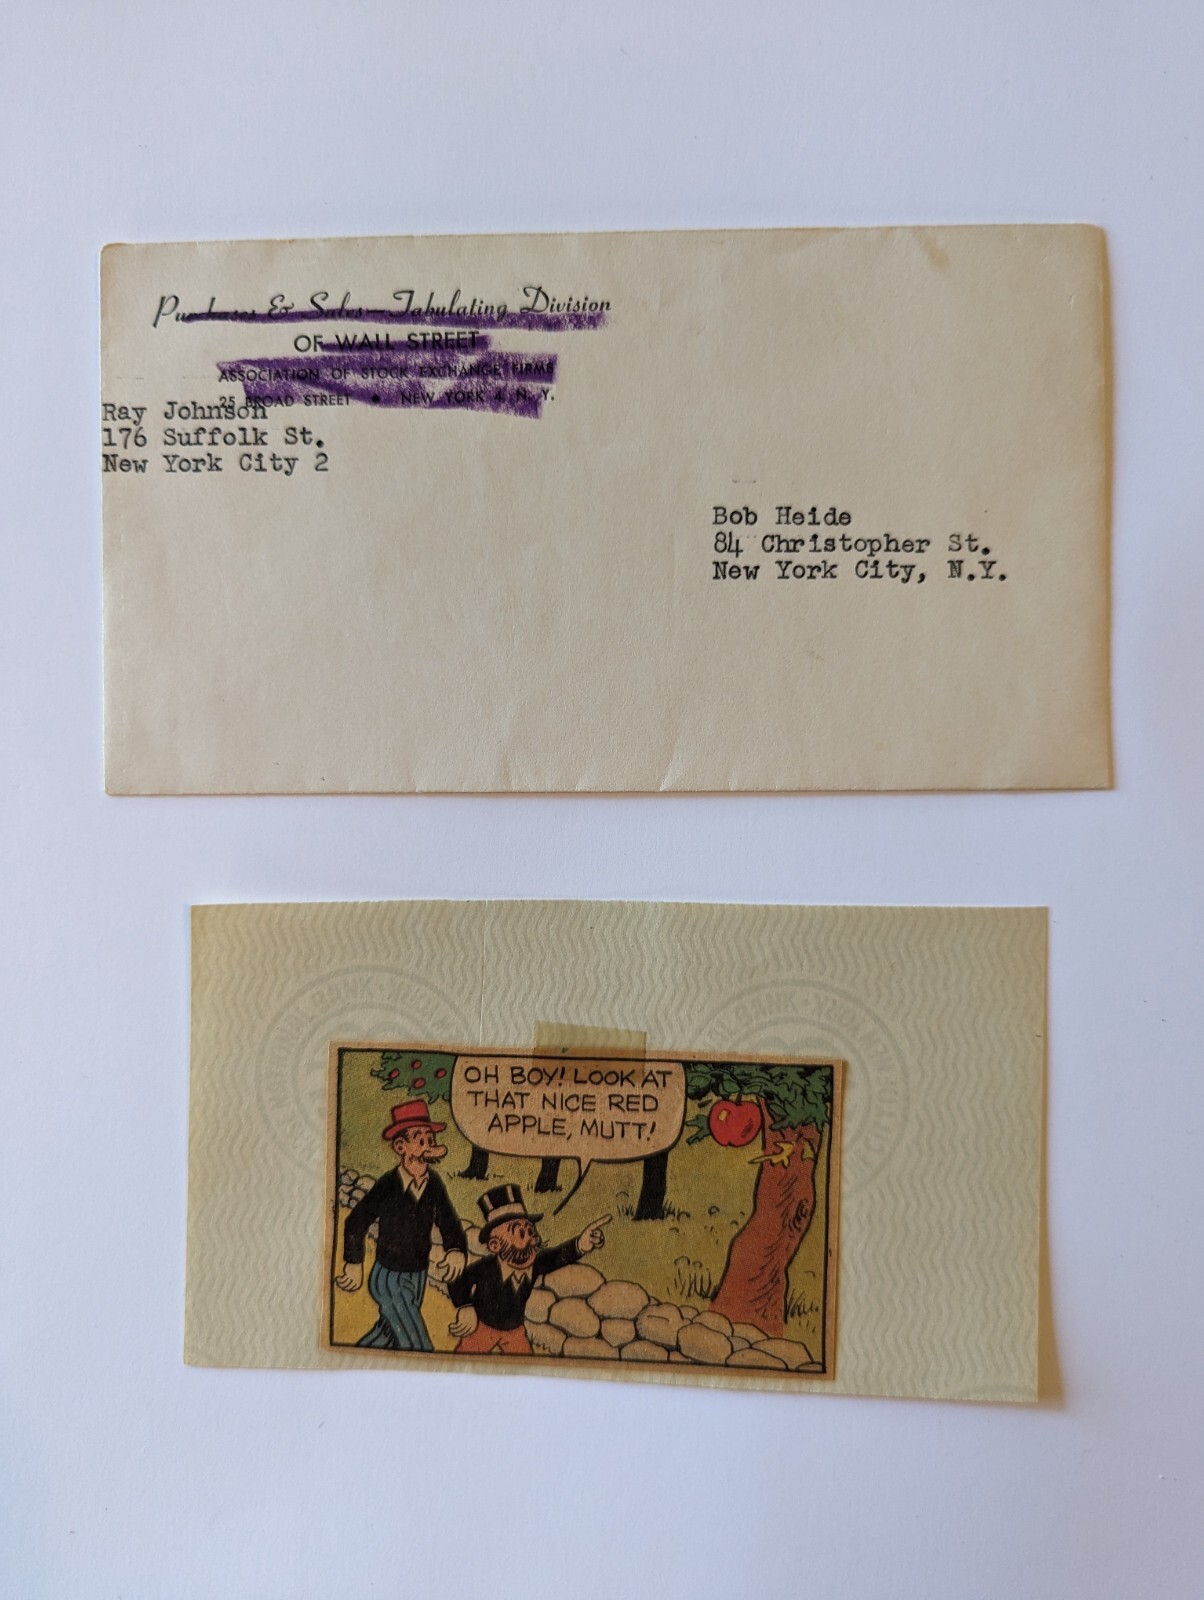 Purchases & Sales—Tabulating Division
OF WALL STREET
ASSOCIATION OF STOCK EXCHANGE FIRMS
25 BROAD STREET • NEW YORK 4, N. Y.
Ray Johnson
176 Suffolk St.
New York City 2
Bob Heide
84 Christopher St.
New York City, N.Y.
OH BOY! LOOK AT
THAT NICE RED
APPLE, MUTT!